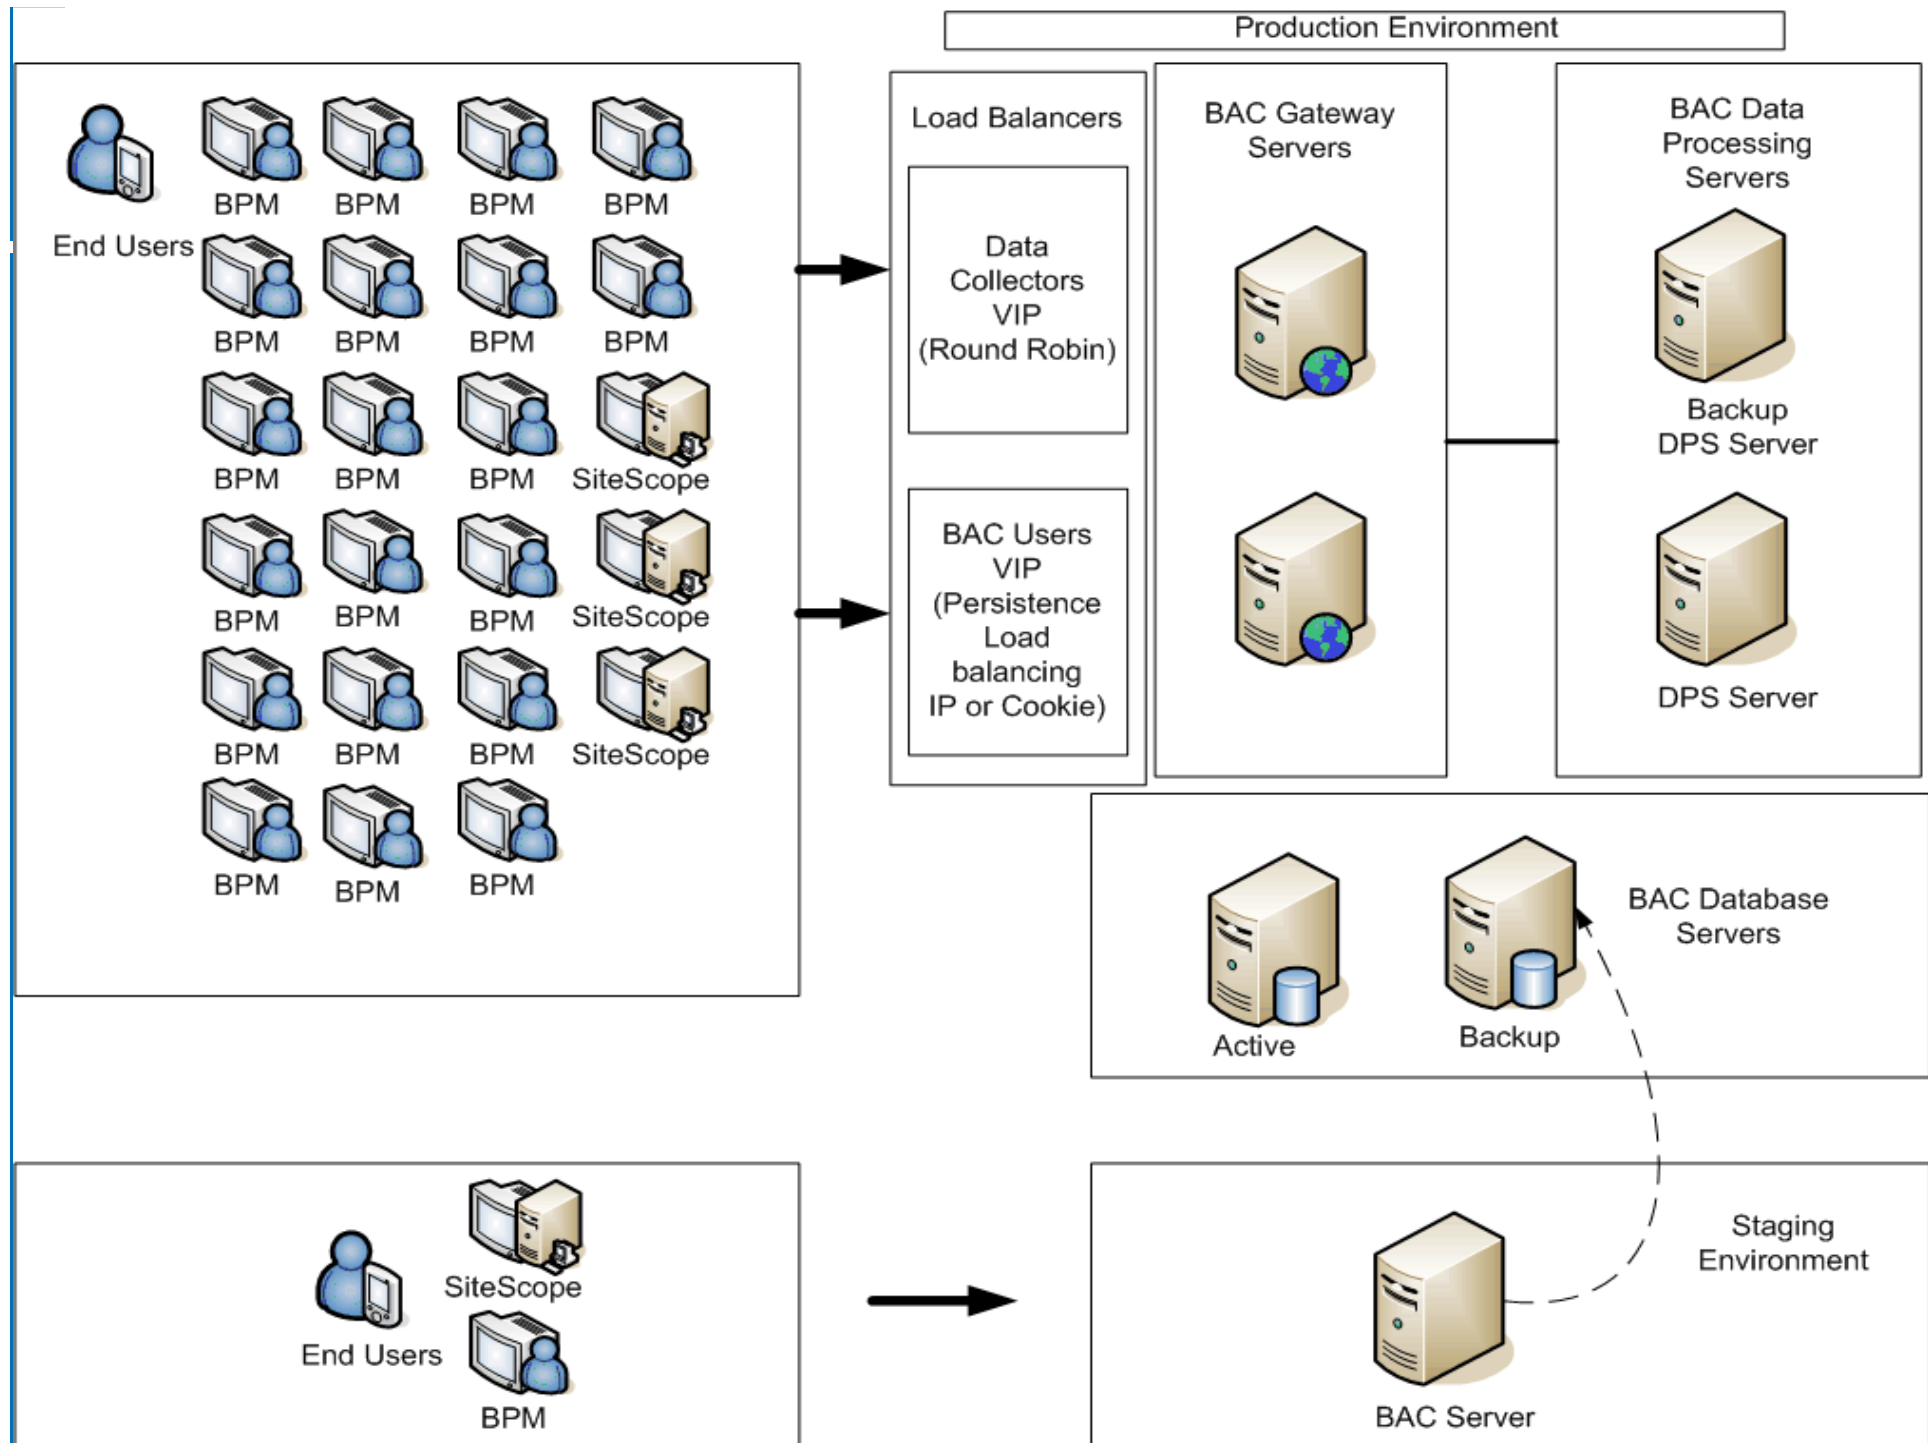 Production Environment
End Users
BPM
BPM
BPM
BPM
BPM
BPM
BPM
BPM
BPM
BPM
BPM
SiteScope
BPM
BPM
BPM
SiteScope
BPM
BPM
BPM
SiteScope
BPM
BPM
BPM
Load Balancers
Data
Collectors
VIP
(Round Robin)
BAC Users
VIP
(Persistence
Load
balancing
IP or Cookie)
BAC Gateway
Servers
BAC Data
Processing
Servers
Backup
DPS Server
DPS Server
Active
Backup
BAC Database
Servers
End Users
SiteScope
BPM
BAC Server
Staging
Environment